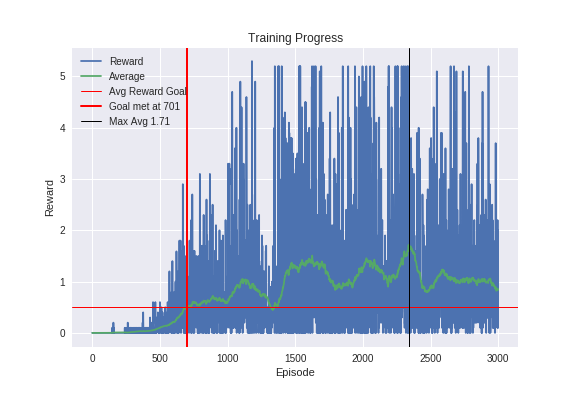 Training Progress
Reward
Average
Avg Reward Goal
Goal met at 701
Max Avg 1.71
5
4
3
2
1
0
Reward
0
500
1000
1500
2000
2500
3000
Episode